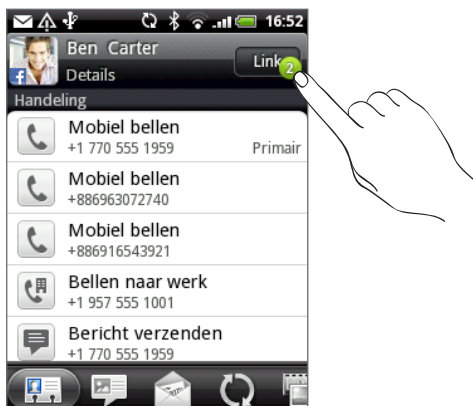 16:52
Ben Carter
Link 2
Details
Handeling
Mobiel bellen
+1 770 555 1959 Primair
Mobiel bellen
+886963072740
Mobiel bellen
+886916543921
Bellen naar werk
+1 957 555 1001
Bericht verzenden
+1 770 555 1959